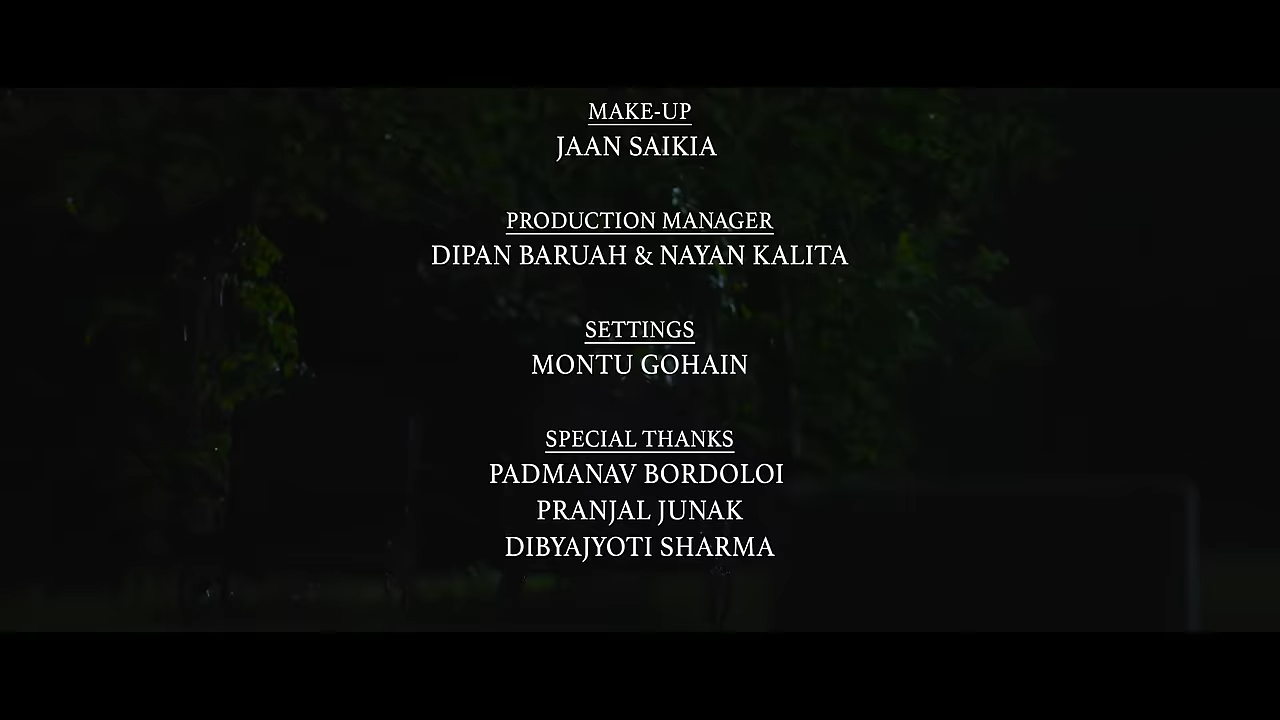 MAKE-UP
JAAN SAIKIA
PRODUCTION MANAGER
DIPAN BARUAH & NAYAN KALITA
SETTINGS
MONTU GOHAIN
SPECIAL THANKS
PADMANAV BORDOLOI
PRANJAL JUNAK
DIBYAJYOTI SHARMA